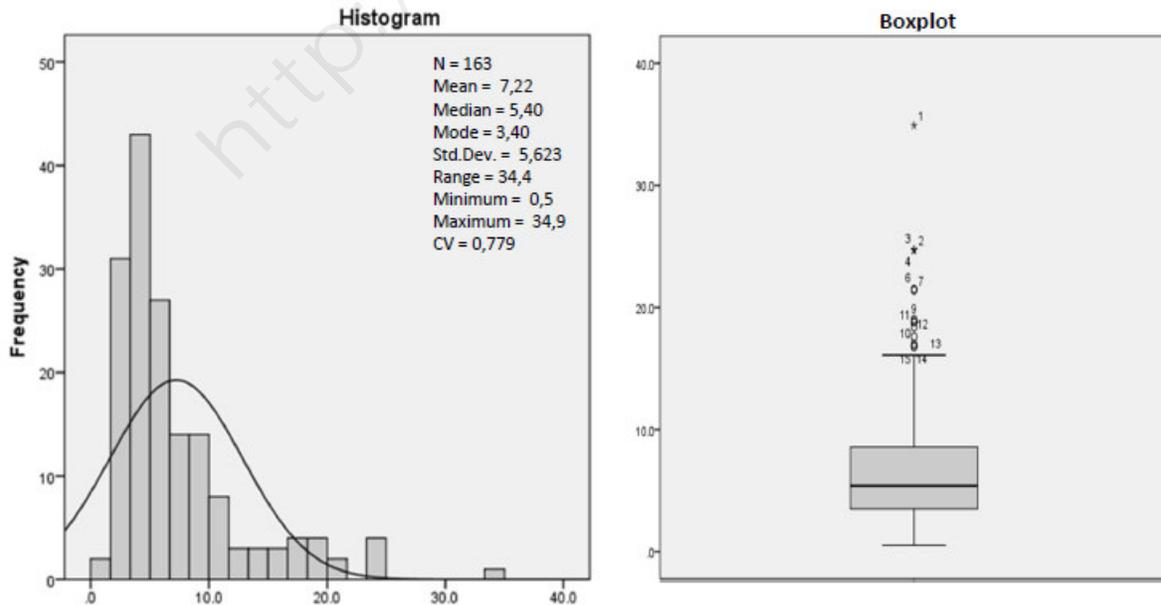 Histogram
http:/
N = 163
Mean = 7,22
Median = 5,40
Mode = 3,40
Std.Dev. = 5,623
Range = 34,4
Minimum = 0,5
Maximum = 34,9
CV = 0,779
Frequency
50
40
30
20
10
0
.0 10.0 20.0 30.0 40.0
Boxplot
40.0
30.0
20.0
10.0
.0
1
3 2
4
6 7
9
11 12
10
13
15 14